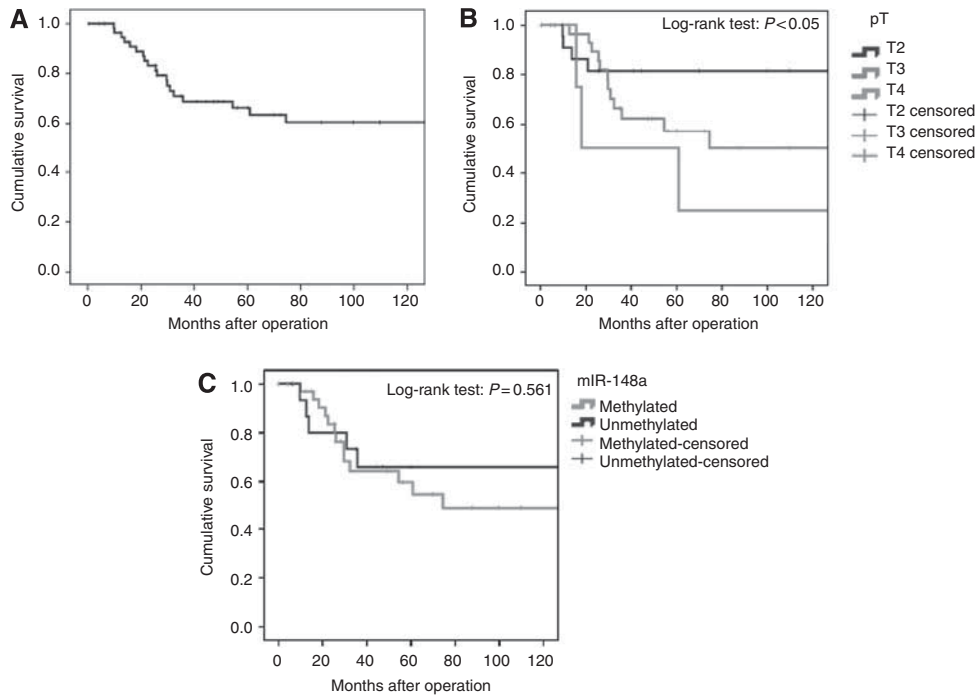 A
1.0
0.8
0.6
0.4
0.2
0.0
Cumulative survival
0 20 40 60 80 100 120
Months after operation
B
Log-rank test: P<0.05
1.0
0.8
0.6
0.4
0.2
0.0
Cumulative survival
0 20 40 60 80 100 120
Months after operation
pT
T2
T3
T4
T2 censored
T3 censored
T4 censored
C
Log-rank test: P=0.561
1.0
0.8
0.6
0.4
0.2
0.0
Cumulative survival
0 20 40 60 80 100 120
Months after operation
mIR-148a
Methylated
Unmethylated
Methylated-censored
Unmethylated-censored